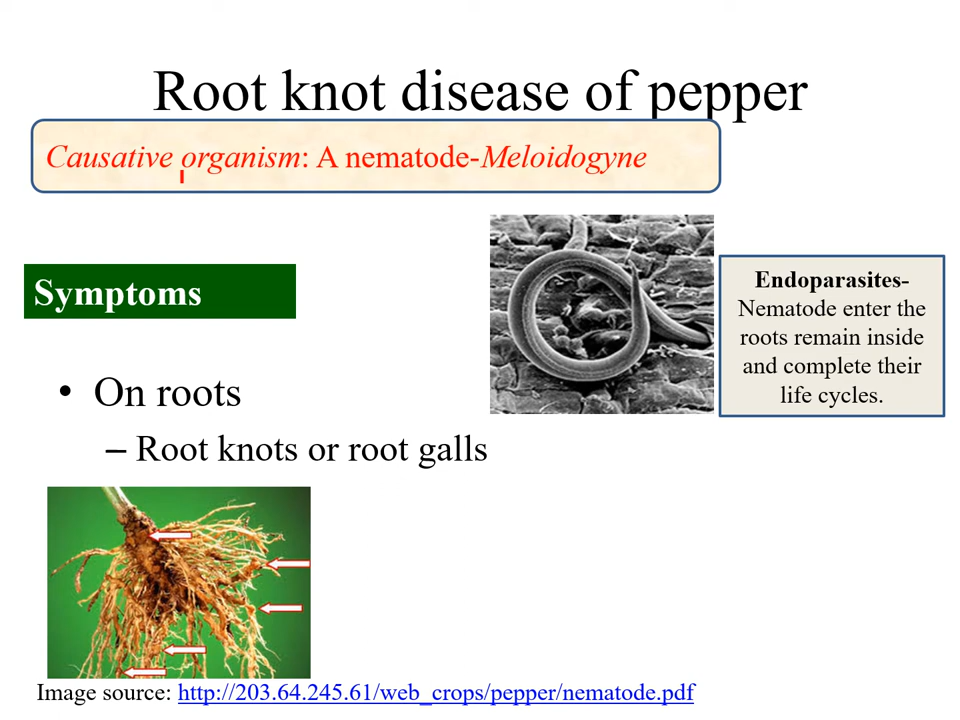 Root knot disease of pepper
Causative organism: A nematode-Meloidogyne
Symptoms
Endoparasites-
Nematode enter the
roots remain inside
and complete their
life cycles.
• On roots
– Root knots or root galls
Image source: http://203.64.245.61/web_crops/pepper/nematode.pdf